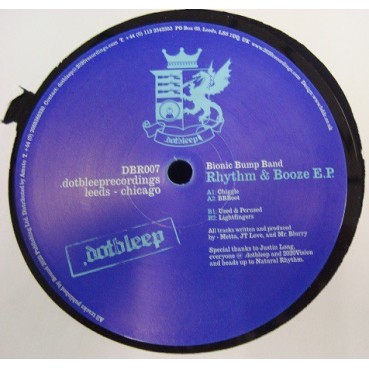 .dotbleep
DBR007
.dotbleeprecordings
leeds - chicago
Bionic Bump Band
Rhythm & Booze E.P.
A1: Chiggle
A2: BRBoot
B1: Used & Perused
B2: Lightfingers
All tracks written and produced
by - Metta, JT Love, and Mr. Blurry
Special thanks to Justin Long,
everyone @ .dotbleep and 2020Vision
and heads up to Natural Rhythm.
.dotbleep